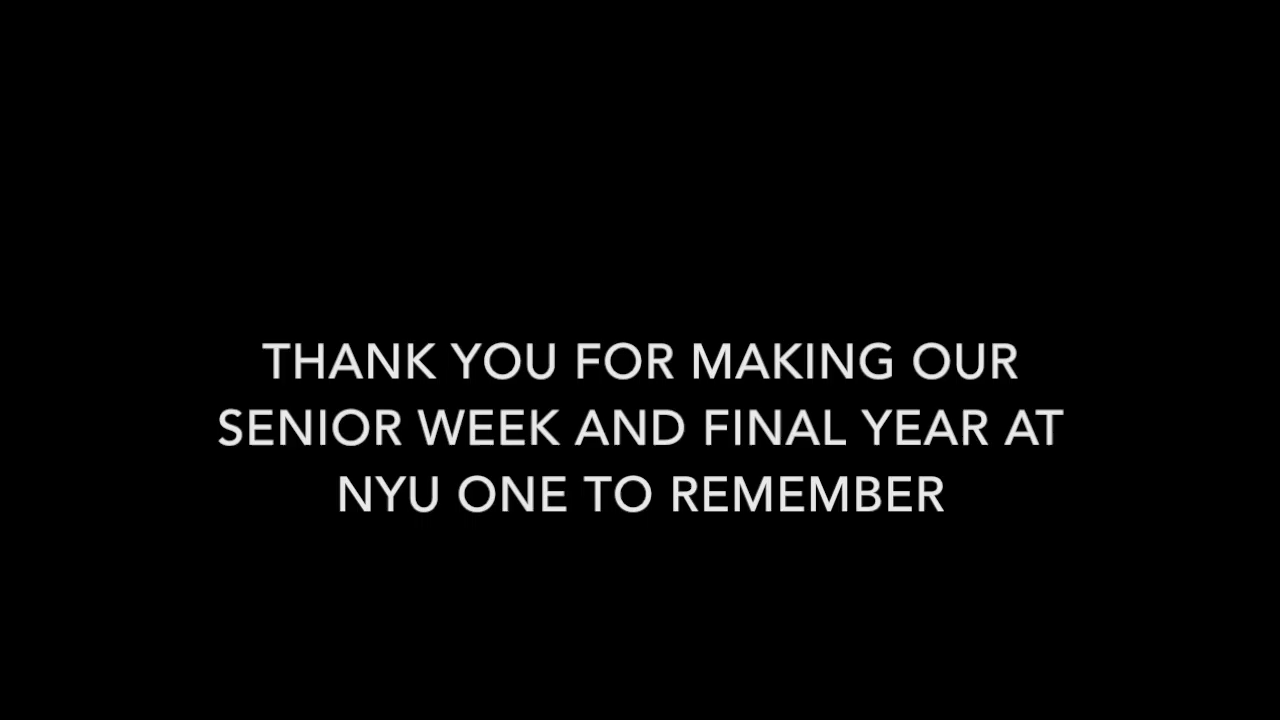 THANK YOU FOR MAKING OUR
SENIOR WEEK AND FINAL YEAR AT
NYU ONE TO REMEMBER